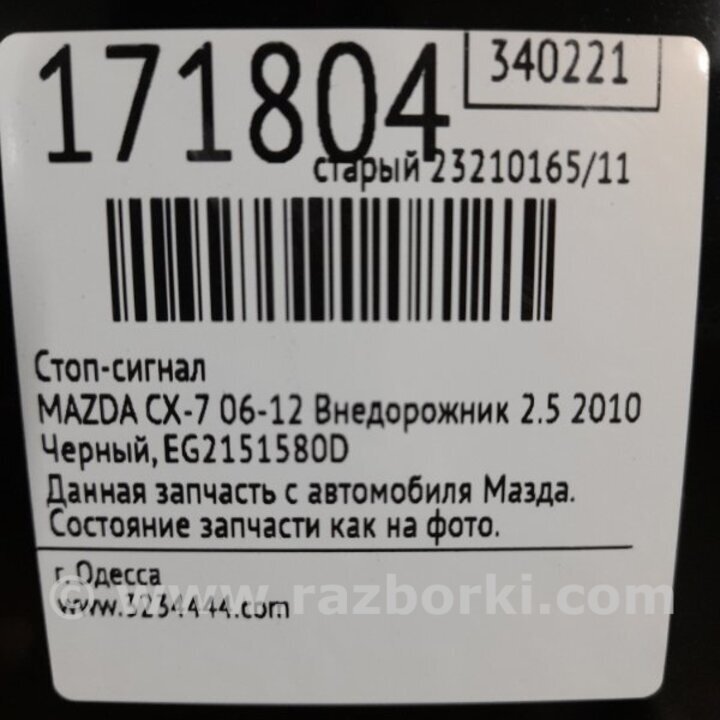 171804 340221
старый 23210165/11
Стоп-сигнал
MAZDA CX-7 06-12 Внедорожник 2.5 2010
Черный, EG2151580D
Данная запчасть с автомобиля Мазда.
Состояние запчасти как на фото.
г. Одесса
© www.razborki.com
www.3234444.com